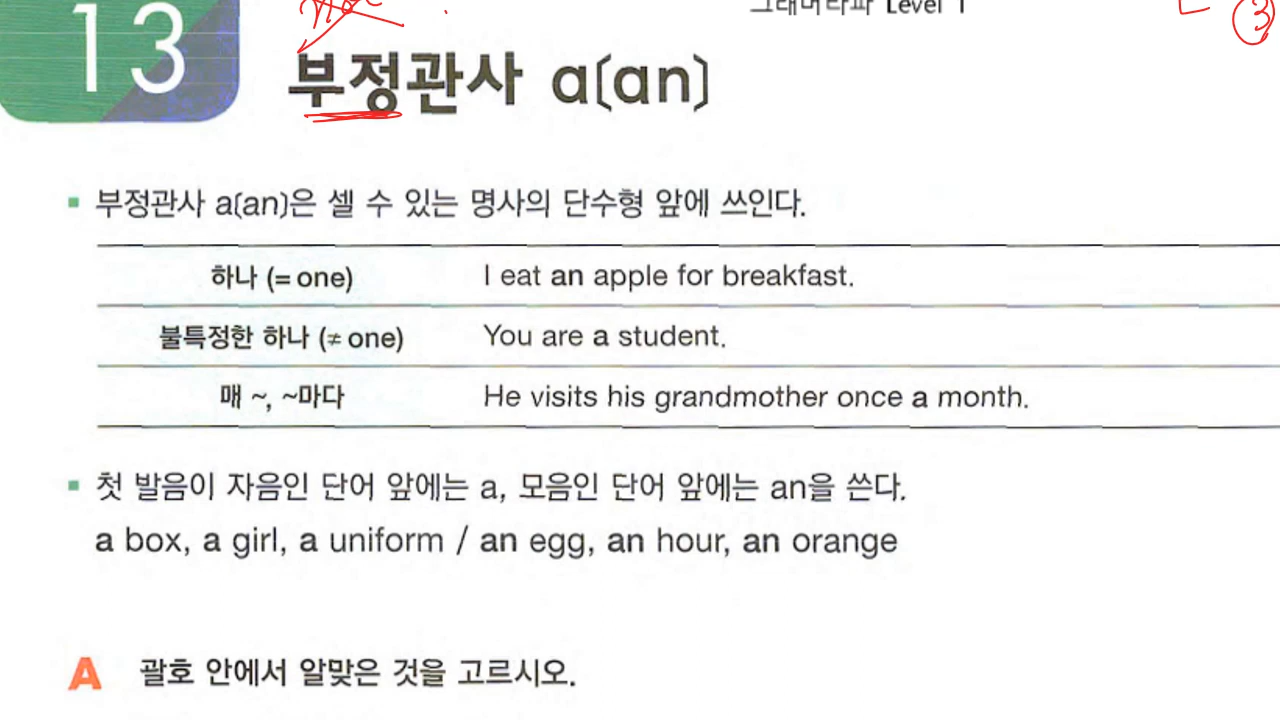 그래머타파 Level 1
③
13
부정관사 a(an)
▪ 부정관사 a(an)은 셀 수 있는 명사의 단수형 앞에 쓰인다.
하나 (= one) I eat an apple for breakfast.
불특정한 하나 (≠ one) You are a student.
매 ~, ~마다 He visits his grandmother once a month.
▪ 첫 발음이 자음인 단어 앞에는 a, 모음인 단어 앞에는 an을 쓴다.
a box, a girl, a uniform / an egg, an hour, an orange
A 괄호 안에서 알맞은 것을 고르시오.